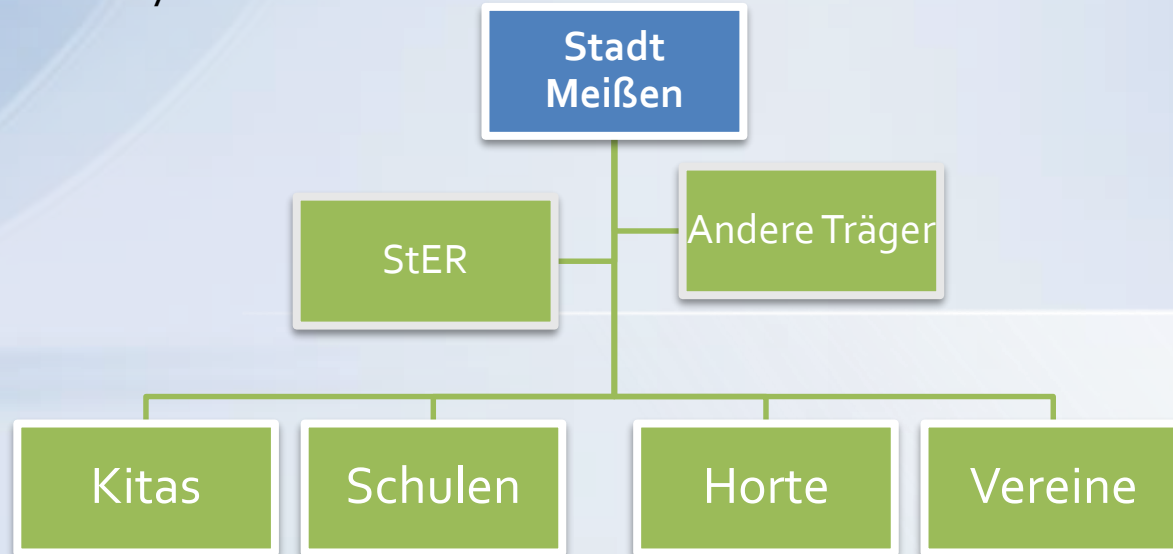 Stadt
Meißen
Andere Träger
StER
Kitas
Schulen
Horte
Vereine